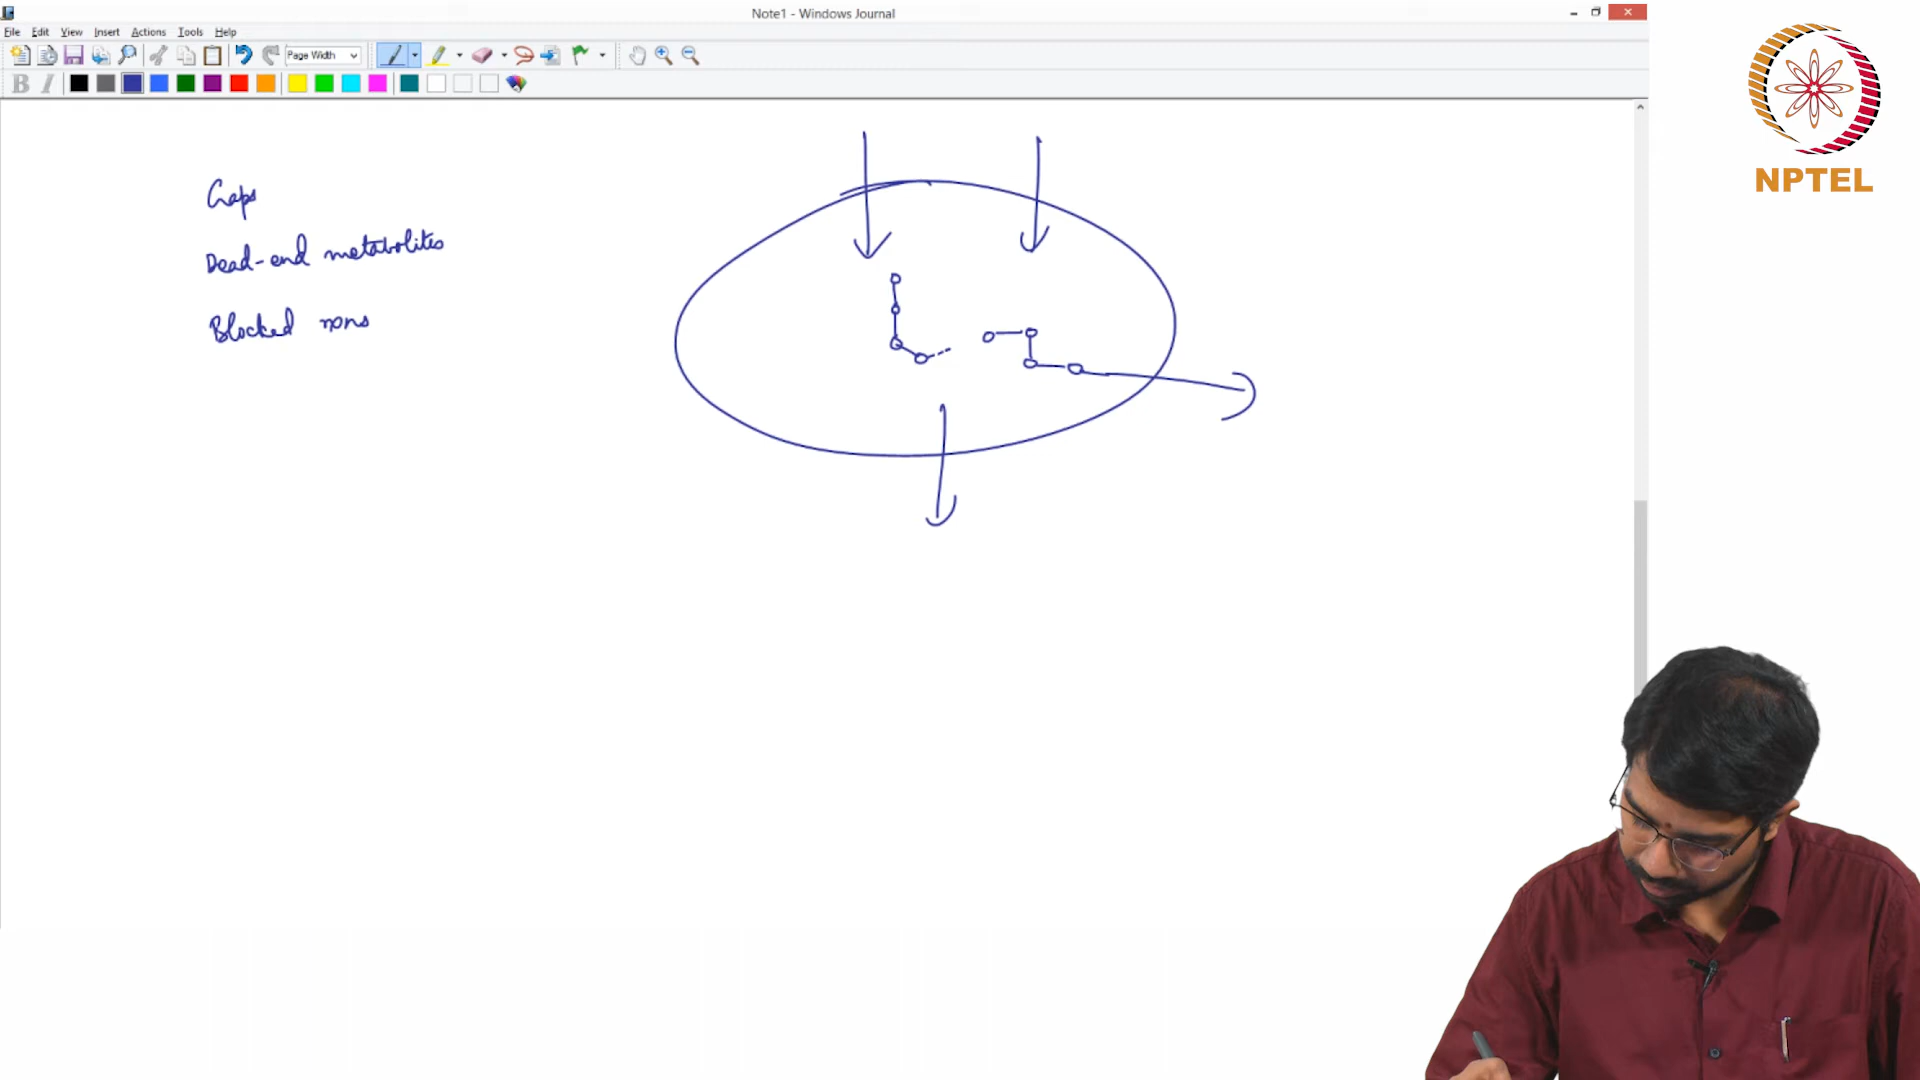 Note1 - Windows Journal
File Edit View Insert Actions Tools Help
Page Width
B I
NPTEL
Gaps
Dead-end metabolites
Blocked rxns